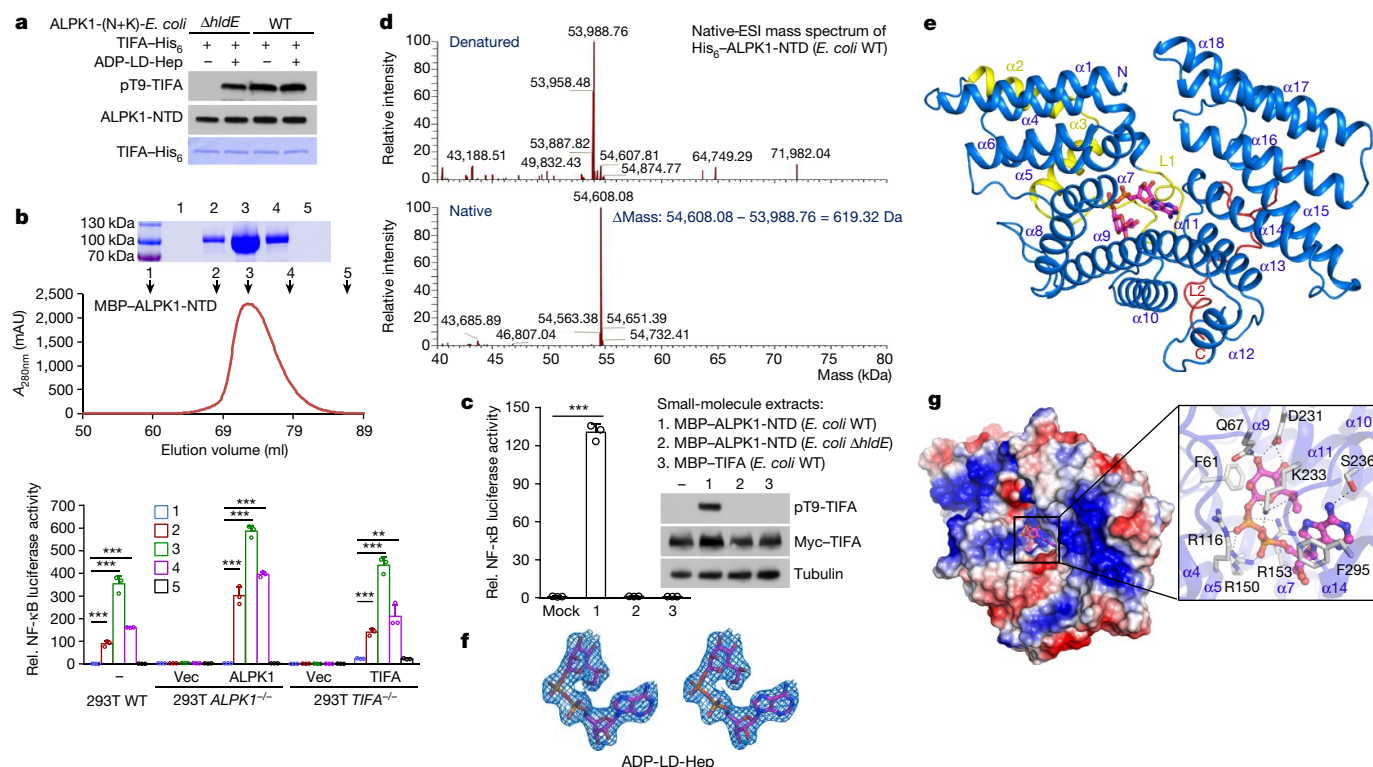 a
ALPK1-(N+K)-E. coli ΔhldE WT
TIFA–His6 + + + +
ADP-LD-Hep − + − +
pT9-TIFA
ALPK1-NTD
TIFA–His6
b
1 2 3 4 5
130 kDa
100 kDa
70 kDa
1 2 3 4 5
2,500
2,000
1,500
1,000
500
0
A280nm (mAU)
MBP–ALPK1-NTD
50 60 69 79 89
Elution volume (ml)
Rel. NF-κB luciferase activity
700
600
500
400
300
200
100
0
1
2
3
4
5
*** *** ***
*** *** ***
** *** ***
– Vec ALPK1 Vec TIFA
293T WT 293T ALPK1–/– 293T TIFA–/–
d
Denatured
Native-ESI mass spectrum of
His6–ALPK1-NTD (E. coli WT)
Relative intensity
100
80
60
40
20
0
53,988.76
53,958.48
53,887.82
43,188.51
49,832.43
54,607.81
54,874.77
64,749.29
71,982.04
Native
ΔMass: 54,608.08 – 53,988.76 = 619.32 Da
Relative intensity
100
80
60
40
20
0
54,608.08
43,685.89
46,807.04
54,563.38
54,651.39
54,732.41
40 45 50 55 60 65 70 75 80
Mass (kDa)
c
Rel. NF-κB luciferase activity
150
120
90
60
30
0
***
Mock 1 2 3
Small-molecule extracts:
1. MBP–ALPK1-NTD (E. coli WT)
2. MBP–ALPK1-NTD (E. coli ΔhldE)
3. MBP–TIFA (E. coli WT)
– 1 2 3
pT9-TIFA
Myc–TIFA
Tubulin
f
ADP-LD-Hep
e
α2 α1 N
α4 α3
α6
α5 α7 L1
α8 α9 α11
α10
α18
α17
α16
α15
α14
α13
L2
C α12
g
Q67 α9 D231
α10
α11
F61 K233 S236
R116
α4 α5 R150 R153 α7 α14 F295